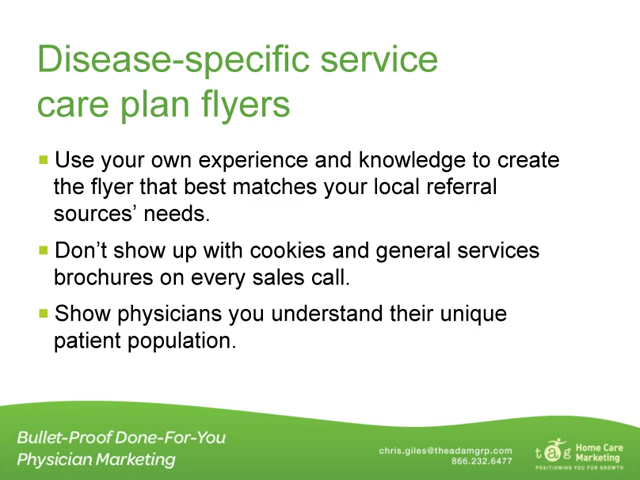 Disease-specific service
care plan flyers
Use your own experience and knowledge to create
the flyer that best matches your local referral
sources’ needs.
Don’t show up with cookies and general services
brochures on every sales call.
Show physicians you understand their unique
patient population.
Bullet-Proof Done-For-You
Physician Marketing
chris.giles@theadamgrp.com
866.232.6477
tag Home Care
Marketing
POSITIONING YOU FOR GROWTH